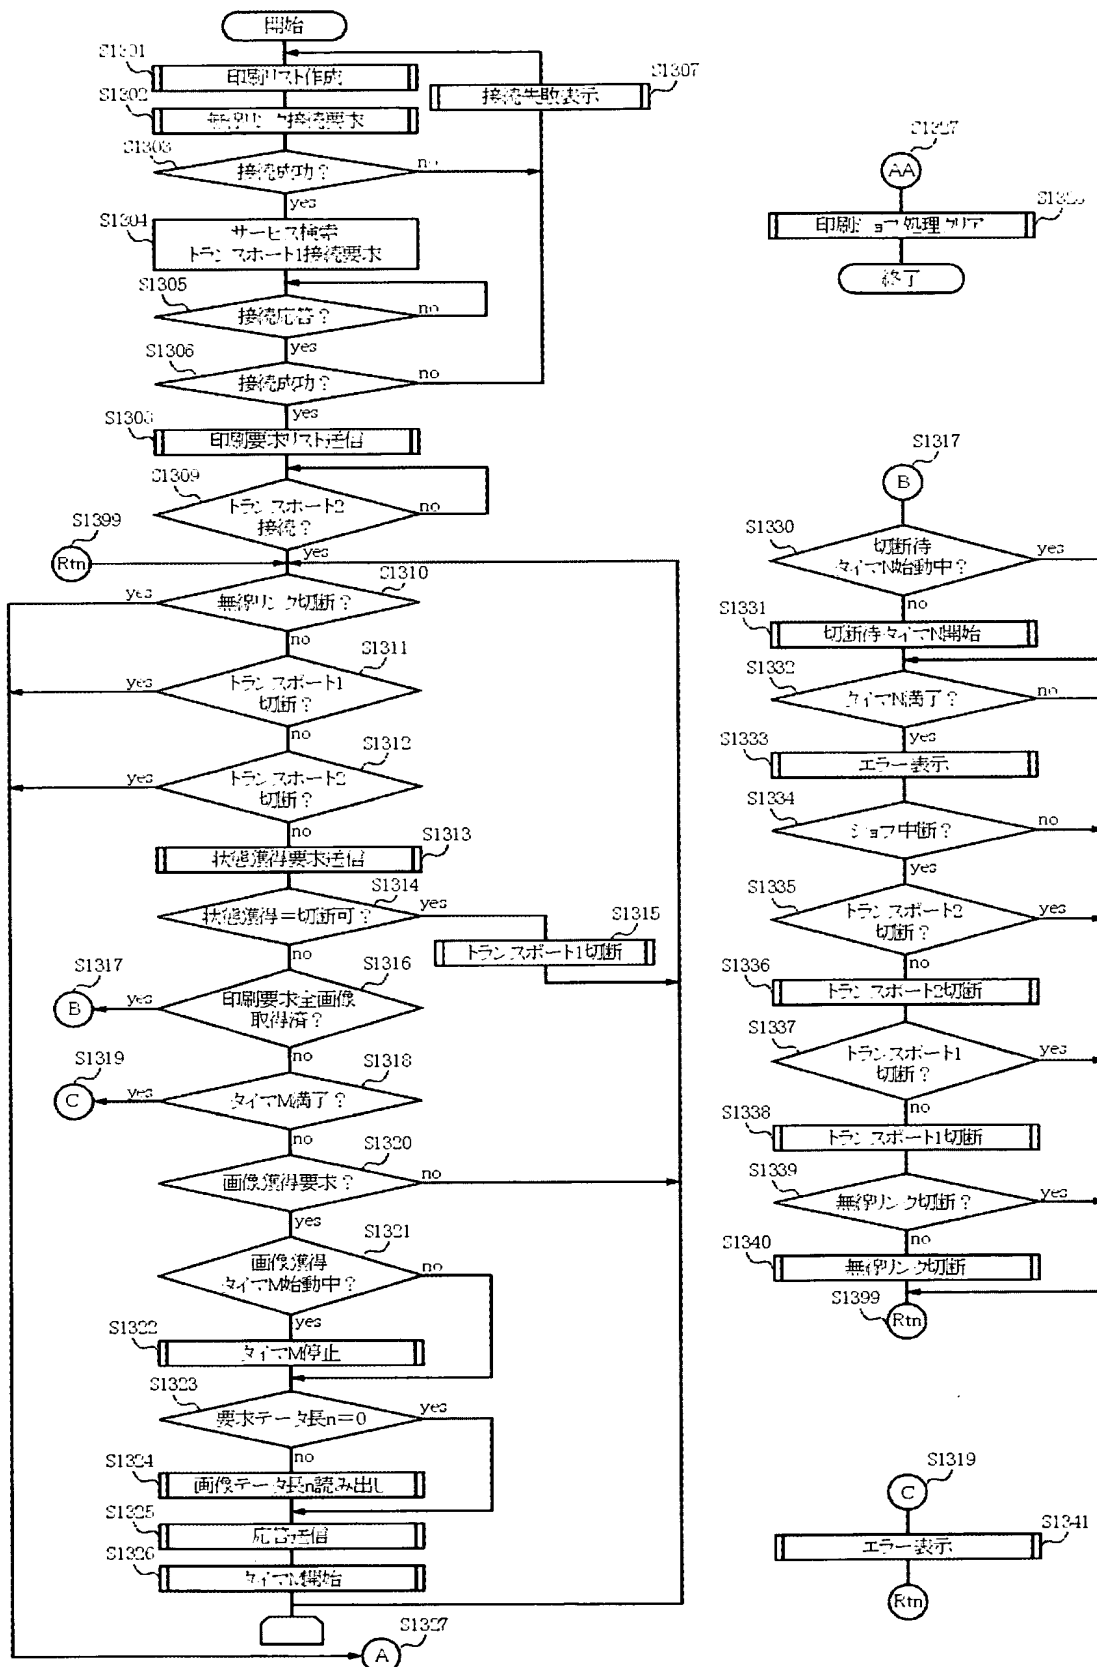 開始
S1301
印刷リスト作成
S1302
無線リンク接続要求
S1303
接続成功？
no
yes
S1304
サービス検索
トランスポート1接続要求
S1305
接続応答？
no
yes
S1306
接続成功？
no
yes
S1307
接続失敗表示
S1308
印刷要求リスト送信
S1309
トランスポート2
接続？
no
yes
S1399
Rtn
S1310
無線リンク切断？
yes
no
S1311
トランスポート1
切断？
yes
no
S1312
トランスポート2
切断？
yes
no
S1313
状態獲得要求送信
S1314
状態獲得＝切断可？
yes
no
S1315
トランスポート1切断
S1316
印刷要求全画像
取得済？
yes
no
S1317
B
S1318
タイマM満了？
yes
no
S1319
C
S1320
画像獲得要求？
no
yes
S1321
画像獲得
タイマM始動中？
no
yes
S1322
タイマM停止
S1323
要求データ長n＝0
yes
no
S1324
画像データ長n読み出し
S1325
応答送信
S1326
タイマM開始
S1327
A
S1327
AA
印刷ジョブ処理クリア
終了
S1317
B
S1330
切断待
タイマN始動中？
yes
no
S1331
切断待タイマN開始
S1332
タイマN満了？
no
yes
S1333
エラー表示
S1334
ジョブ中断？
no
yes
S1335
トランスポート2
切断？
yes
no
S1336
トランスポート2切断
S1337
トランスポート1
切断？
yes
no
S1338
トランスポート1切断
S1339
無線リンク切断？
yes
no
S1340
無線リンク切断
S1399
Rtn
S1319
C
S1341
エラー表示
Rtn